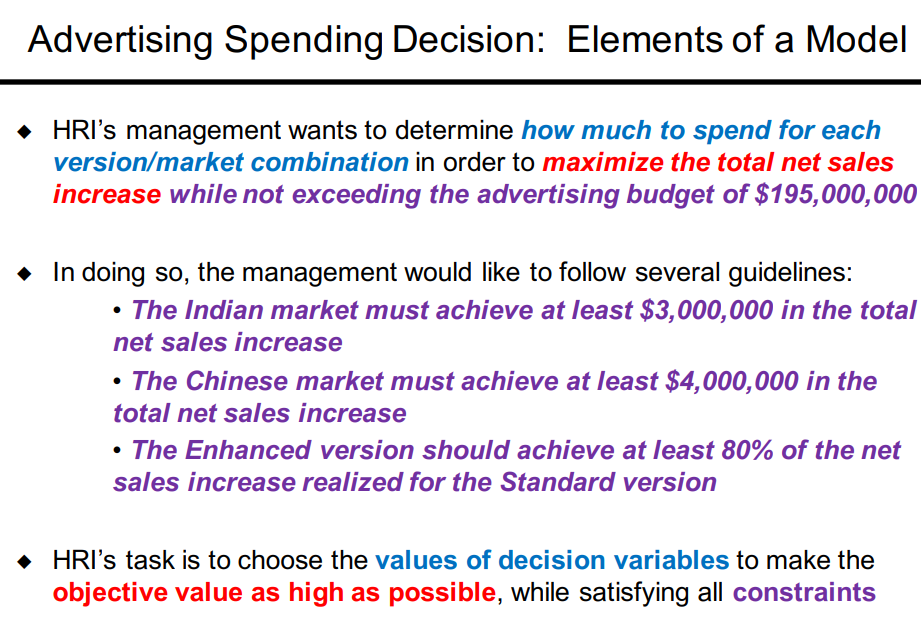 Advertising Spending Decision: Elements of a Model
◆ HRI’s management wants to determine how much to spend for each
version/market combination in order to maximize the total net sales
increase while not exceeding the advertising budget of $195,000,000
◆ In doing so, the management would like to follow several guidelines:
• The Indian market must achieve at least $3,000,000 in the total
net sales increase
• The Chinese market must achieve at least $4,000,000 in the
total net sales increase
• The Enhanced version should achieve at least 80% of the net
sales increase realized for the Standard version
◆ HRI’s task is to choose the values of decision variables to make the
objective value as high as possible, while satisfying all constraints